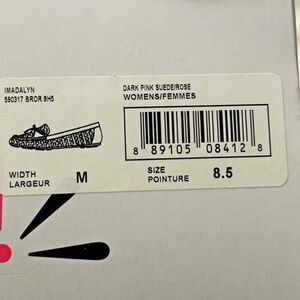 IMADALYN
590317 BROR 9H5
DARK PINK SUEDE/ROSE
WOMENS/FEMMES
8 89105 08412 8
WIDTH
LARGEUR
M
SIZE
POINTURE
8.5